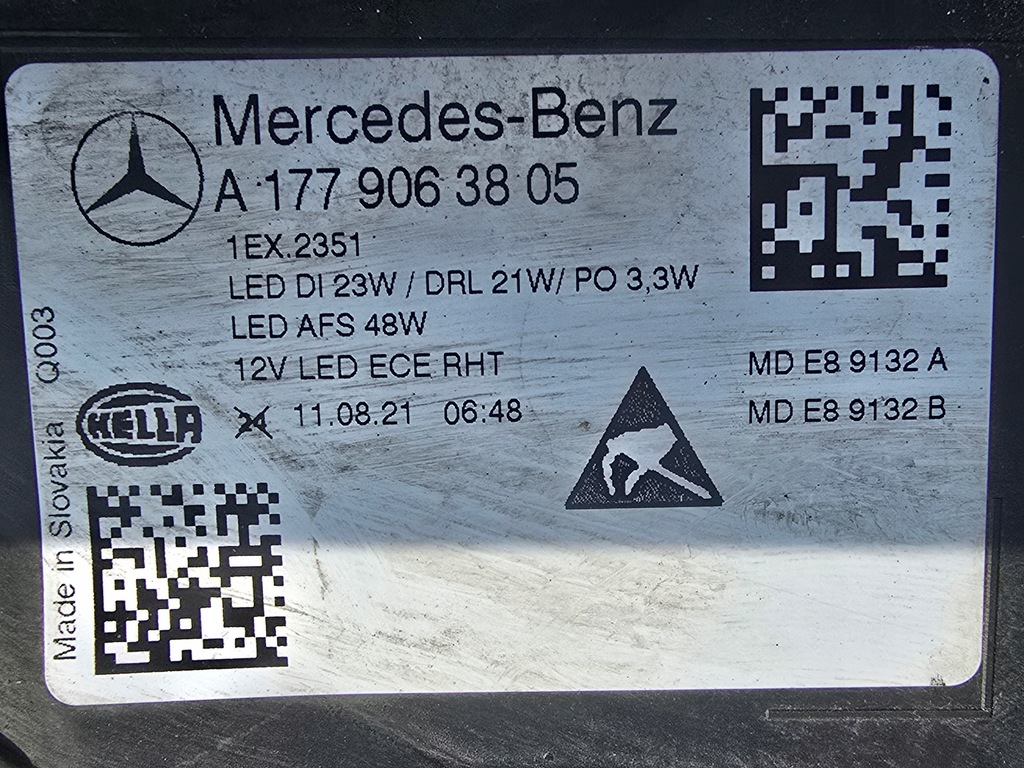 Mercedes-Benz
A 177 906 38 05
1EX.2351
LED DI 23W / DRL 21W/ PO 3,3W
LED AFS 48W
12V LED ECE RHT
24 11.08.21 06:48
MD E8 9132 A
MD E8 9132 B
HELLA
Made in Slovakia Q003